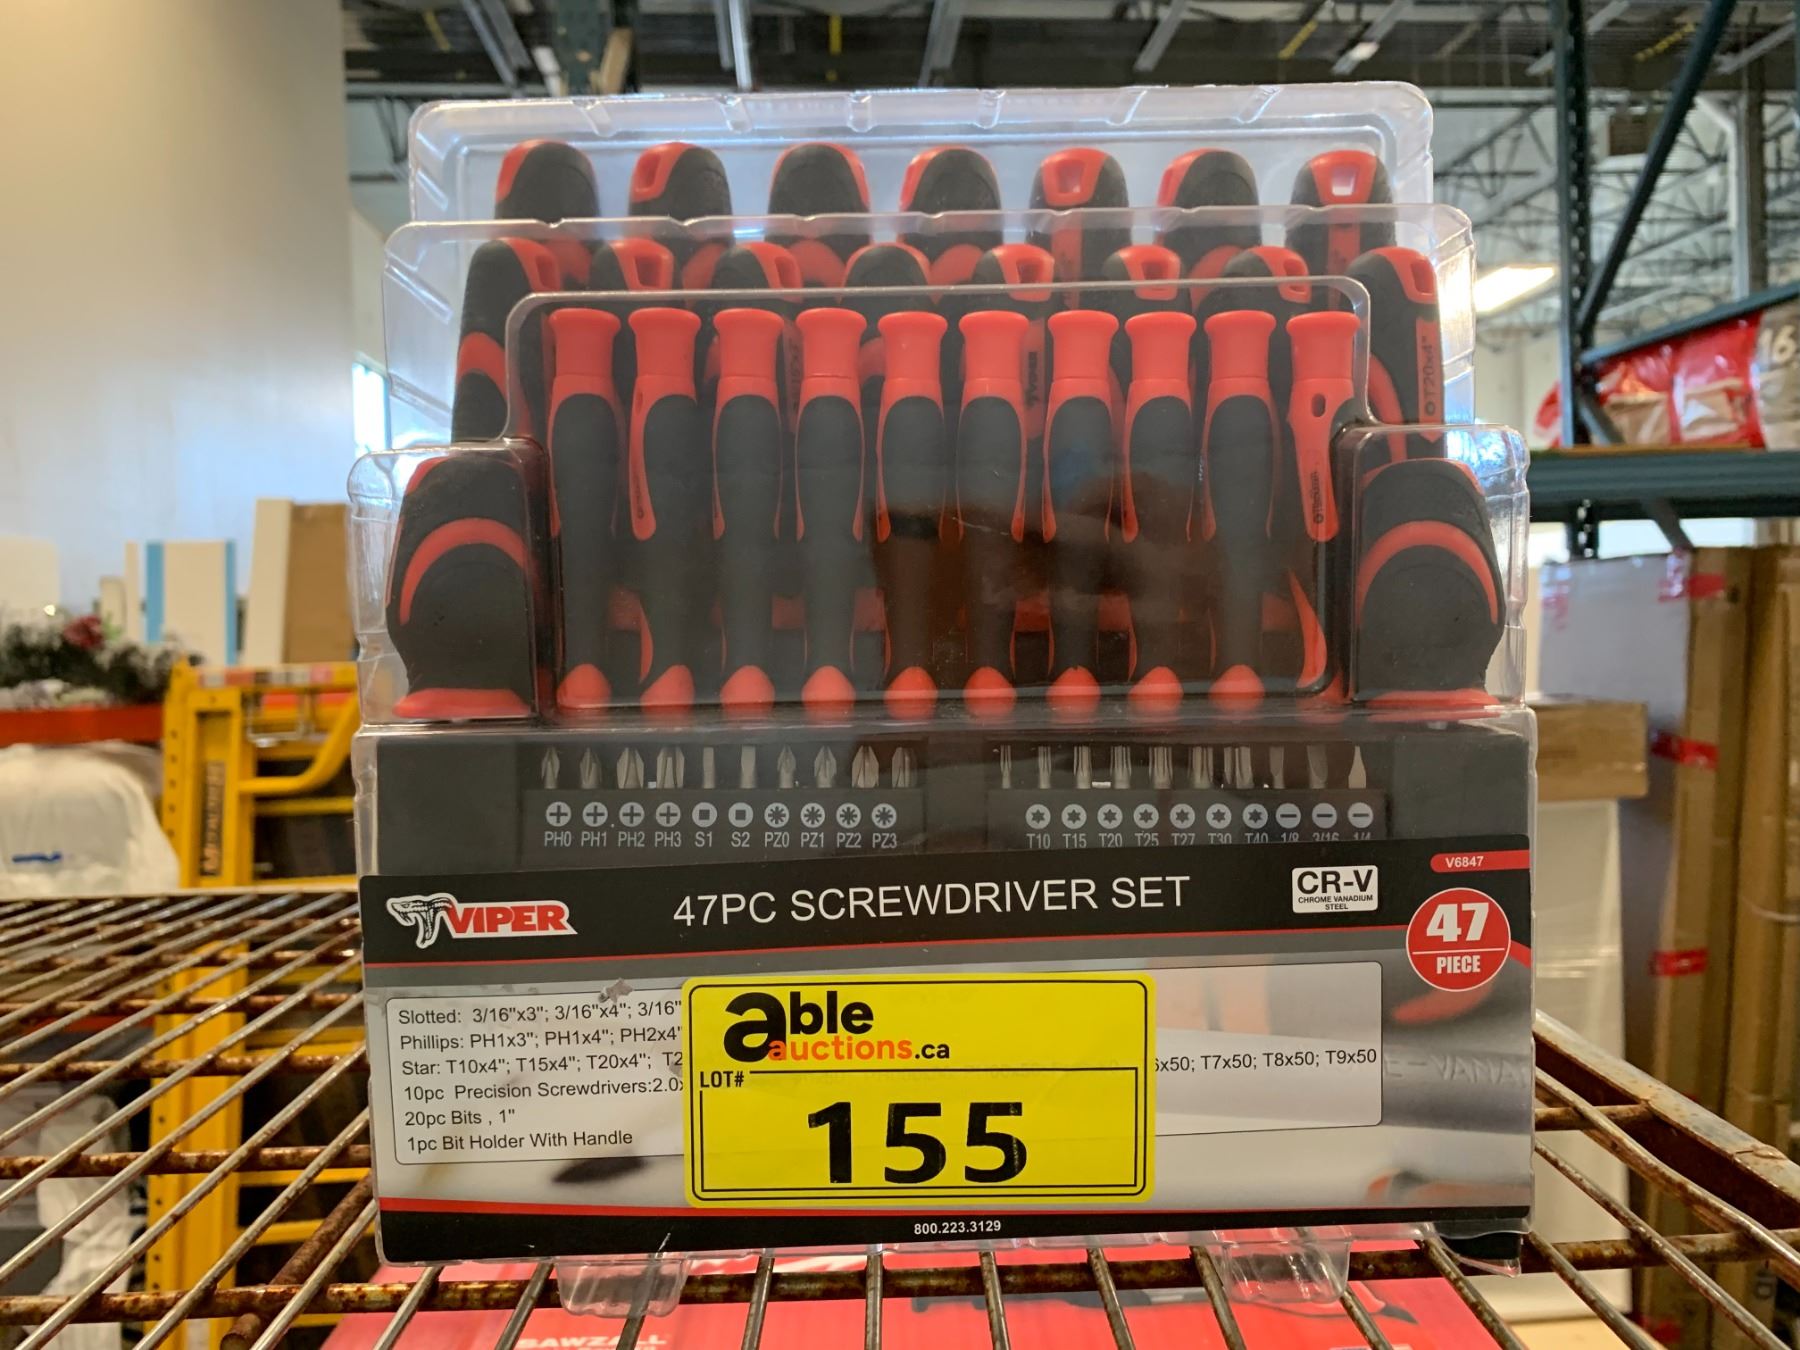 T20x4"
16
PH0 PH1 PH2 PH3 S1 S2 PZ0 PZ1 PZ2 PZ3
T10 T15 T20 T25 T27 T30 T40 1/8 3/16 1/4
V6847
VIPER
47PC SCREWDRIVER SET
CR-V
CHROME VANADIUM
STEEL
47
PIECE
Slotted: 3/16"x3"; 3/16"x4"; 3/16"
Phillips: PH1x3"; PH1x4"; PH2x4"
Star: T10x4"; T15x4"; T20x4"; T2
6x50; T7x50; T8x50; T9x50
10pc Precision Screwdrivers:2.0x
20pc Bits , 1"
1pc Bit Holder With Handle
able
auctions.ca
LOT#
155
800.223.3129
SAWZALL